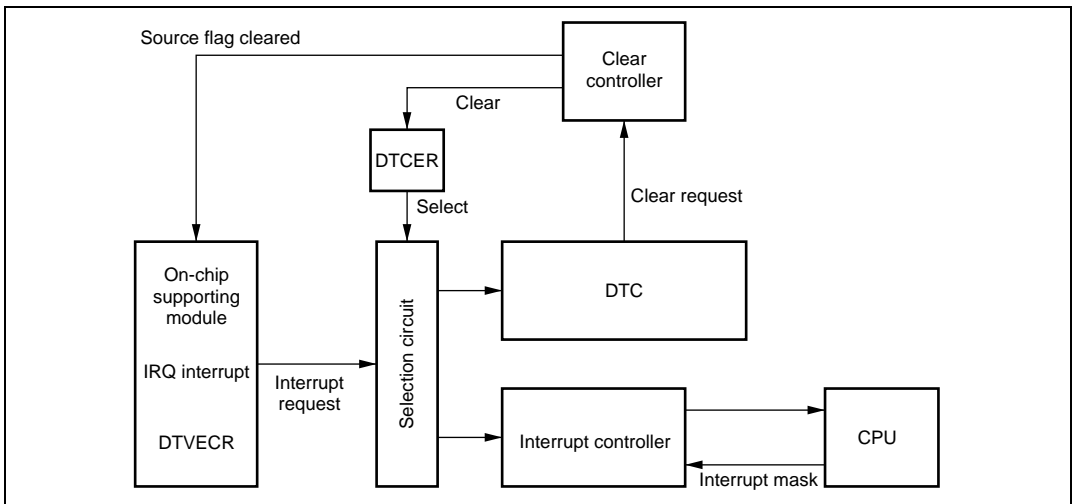 Source flag cleared
Clear
controller
Clear
DTCER
Clear request
Select
On-chip
supporting
module
IRQ interrupt
DTVECR
Interrupt
request
Selection circuit
DTC
Interrupt controller
CPU
Interrupt mask